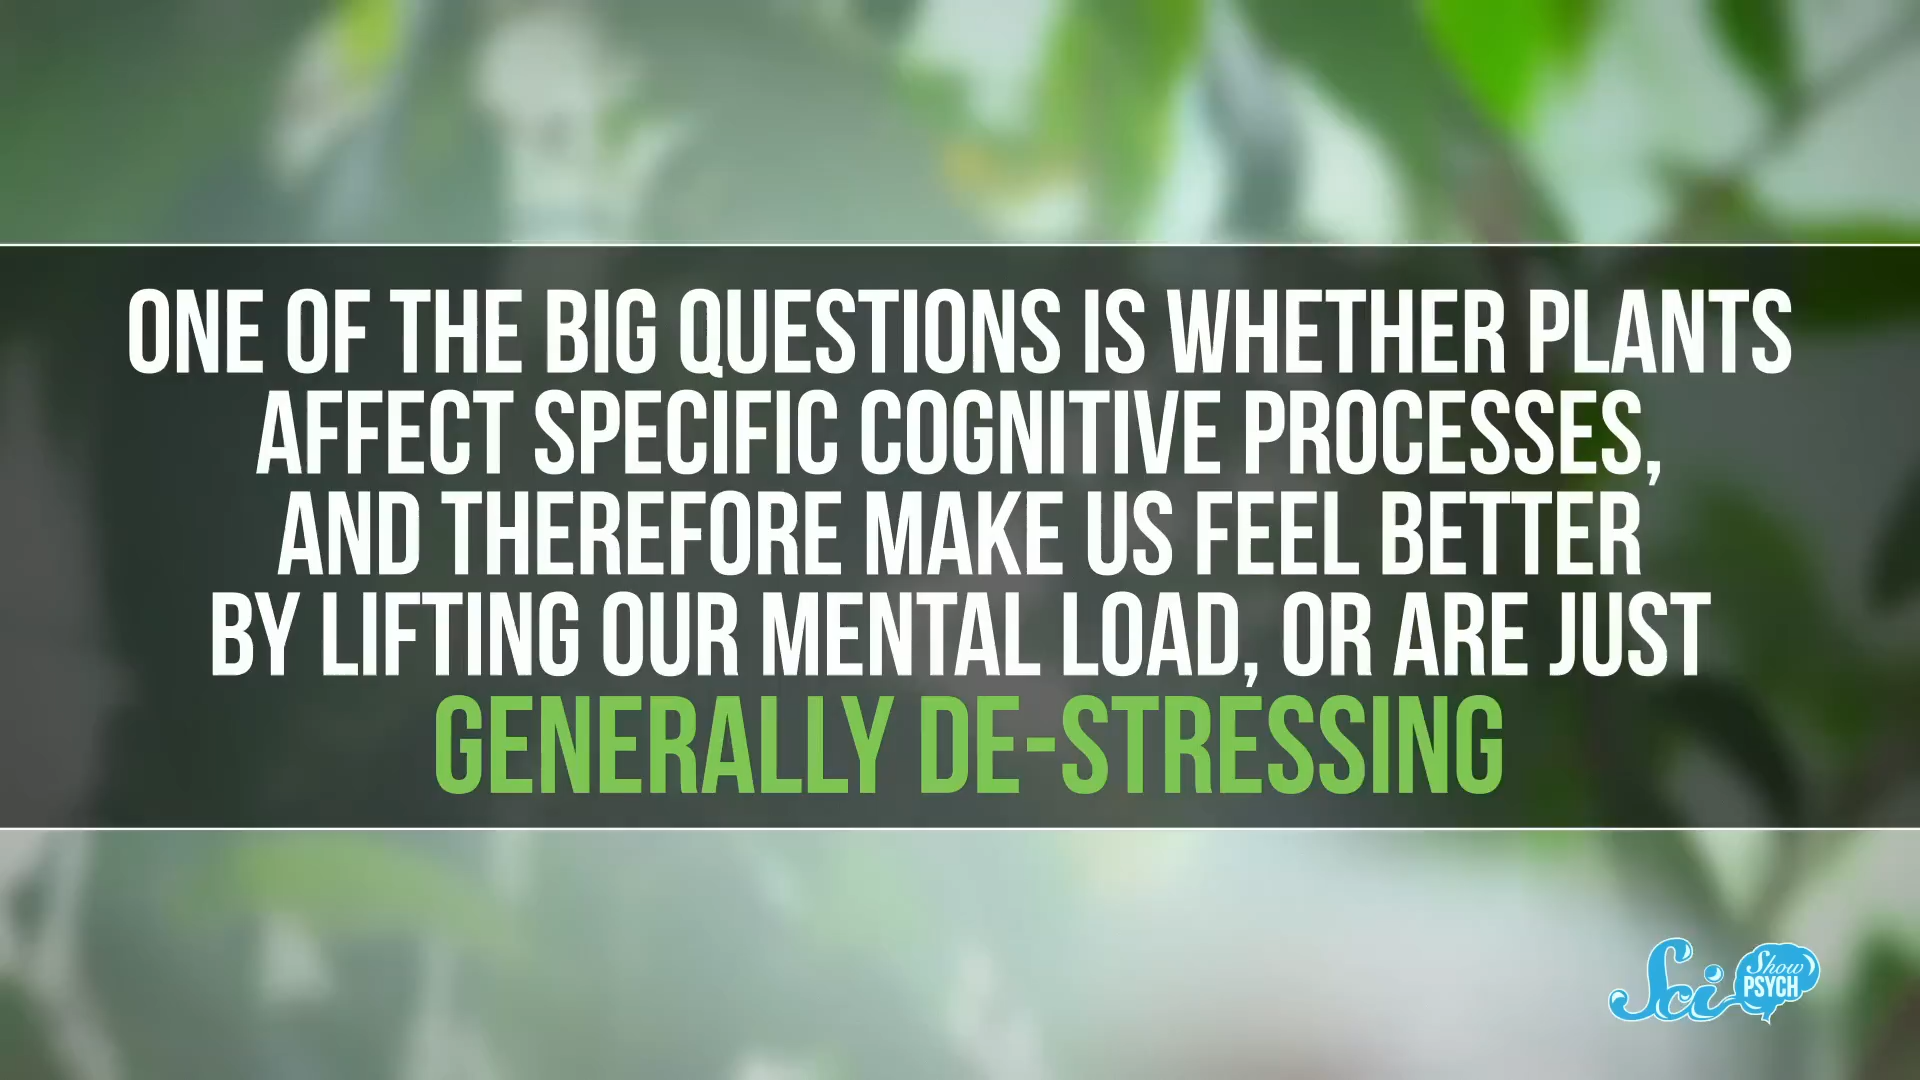 ONE OF THE BIG QUESTIONS IS WHETHER PLANTS
AFFECT SPECIFIC COGNITIVE PROCESSES,
AND THEREFORE MAKE US FEEL BETTER
BY LIFTING OUR MENTAL LOAD, OR ARE JUST
GENERALLY DE-STRESSING
Sci Show
PSYCH